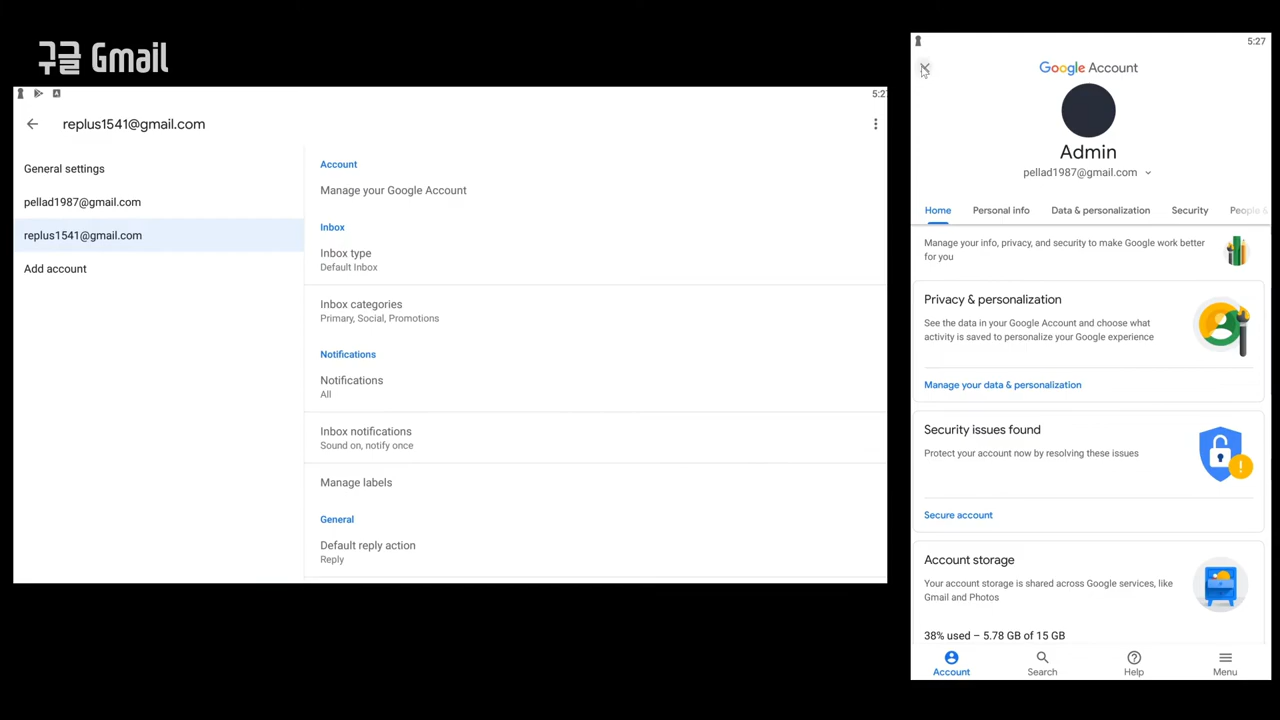 구글 Gmail
5:27
replus1541@gmail.com
General settings
pellad1987@gmail.com
replus1541@gmail.com
Add account
Account
Manage your Google Account
Inbox
Inbox type
Default Inbox
Inbox categories
Primary, Social, Promotions
Notifications
Notifications
All
Inbox notifications
Sound on, notify once
Manage labels
General
Default reply action
Reply
5:27
Google Account
Admin
pellad1987@gmail.com
Home Personal info Data & personalization Security People &
Manage your info, privacy, and security to make Google work better
for you
Privacy & personalization
See the data in your Google Account and choose what
activity is saved to personalize your Google experience
Manage your data & personalization
Security issues found
Protect your account now by resolving these issues
Secure account
Account storage
Your account storage is shared across Google services, like
Gmail and Photos
38% used – 5.78 GB of 15 GB
Account Search Help Menu